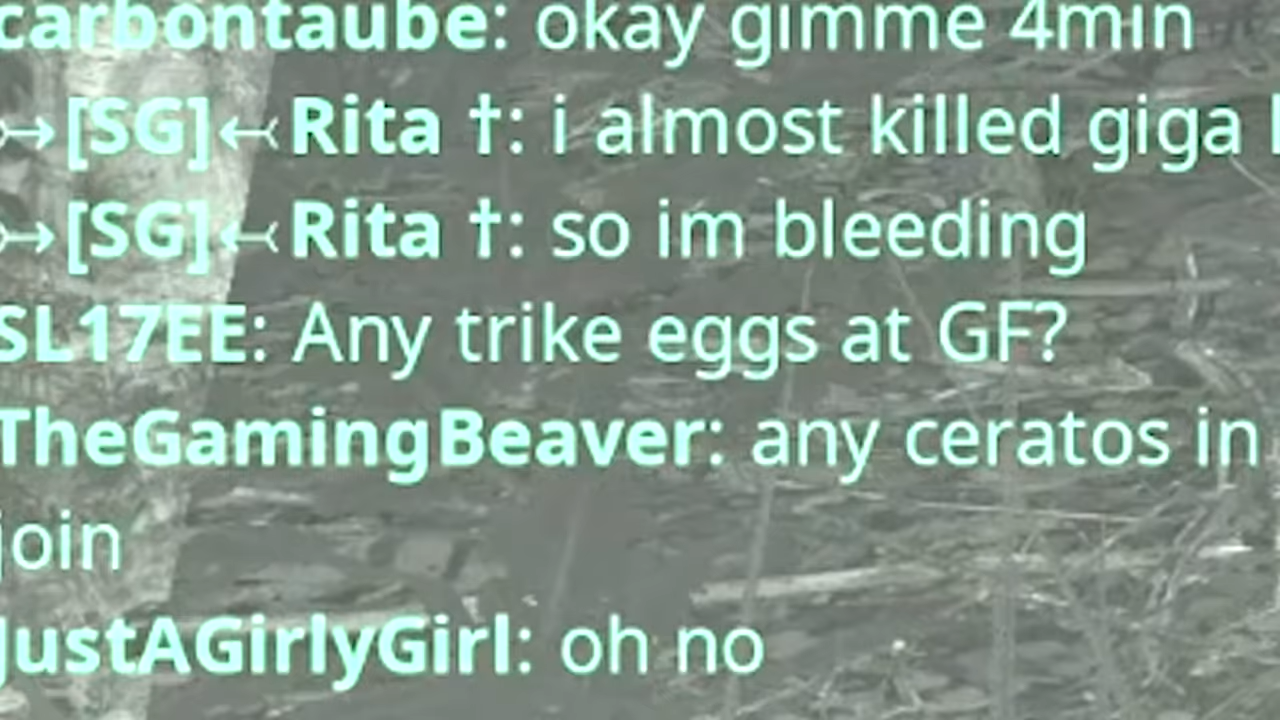 carbontaube: okay gimme 4min
↣[SG]↢Rita †: i almost killed giga
↣[SG]↢Rita †: so im bleeding
SL17EE: Any trike eggs at GF?
TheGamingBeaver: any ceratos in
join
JustAGirlyGirl: oh no